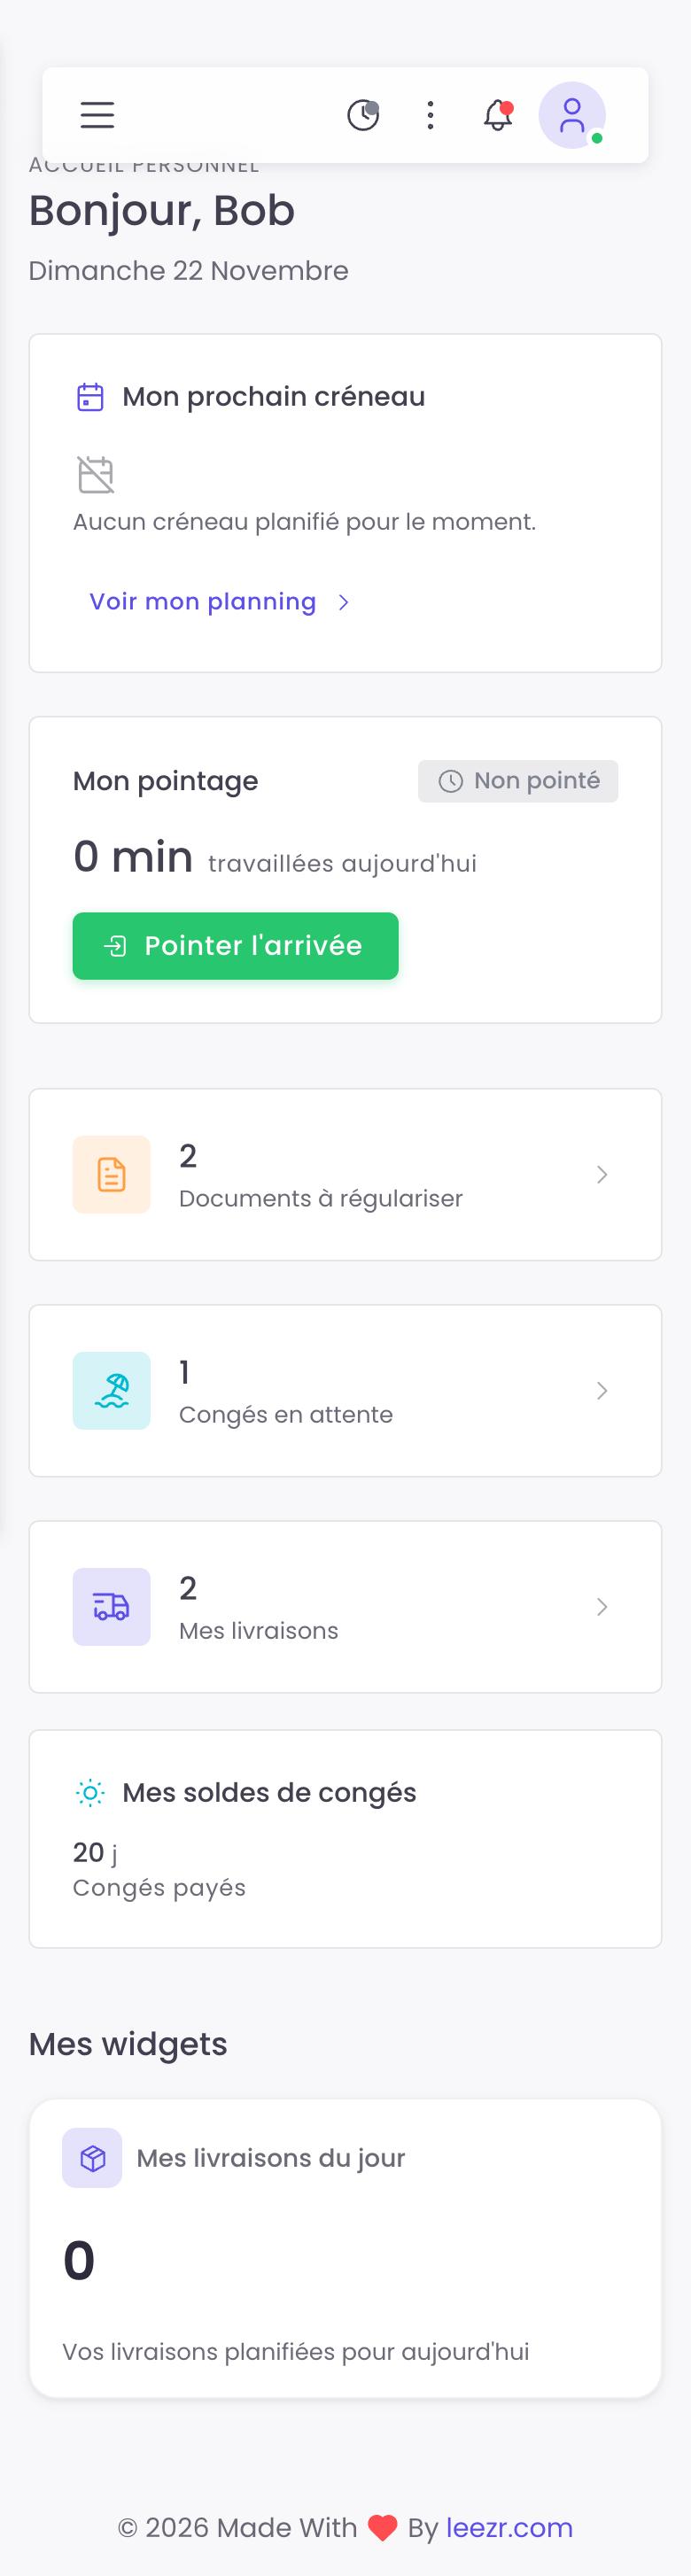 ACCUEIL PERSONNEL
Bonjour, Bob
Dimanche 22 Novembre
Mon prochain créneau
Aucun créneau planifié pour le moment.
Voir mon planning
Mon pointage
Non pointé
0 min travaillées aujourd'hui
Pointer l'arrivée
2
Documents à régulariser
1
Congés en attente
2
Mes livraisons
Mes soldes de congés
20 j
Congés payés
Mes widgets
Mes livraisons du jour
0
Vos livraisons planifiées pour aujourd'hui
© 2026 Made With ❤ By leezr.com